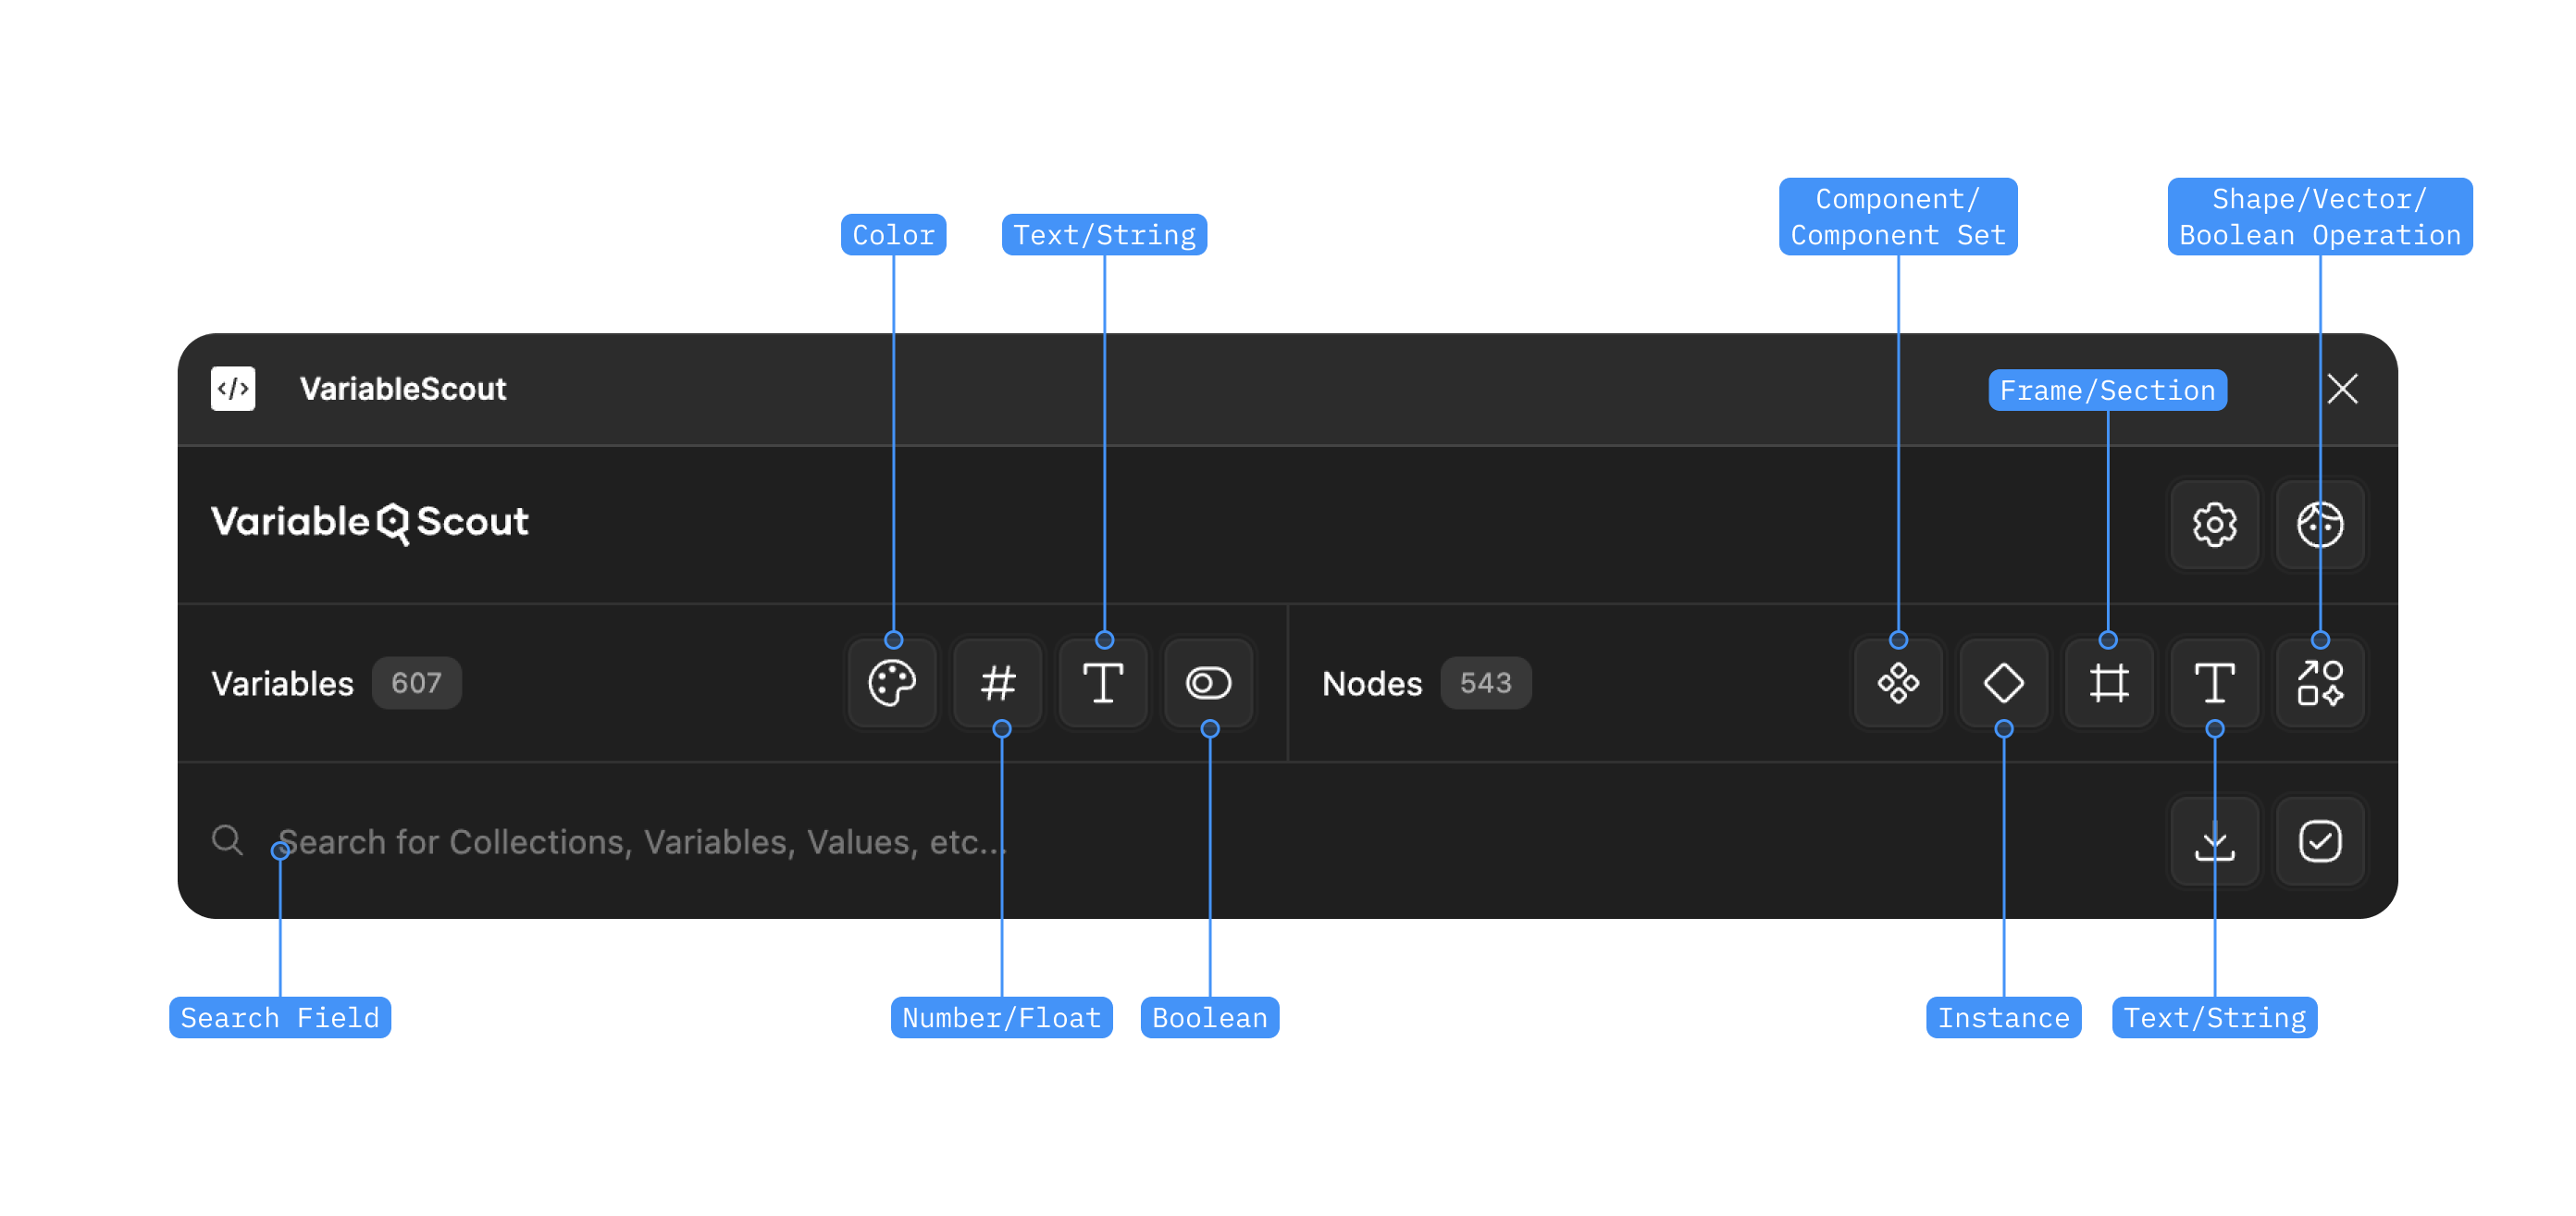 Component/
Component Set
Shape/Vector/
Boolean Operation
Color
Text/String
</> VariableScout
Frame/Section
Variable Scout
Variables 607
# T
Nodes 543
T
Search for Collections, Variables, Values, etc...
Search Field
Number/Float
Boolean
Instance
Text/String